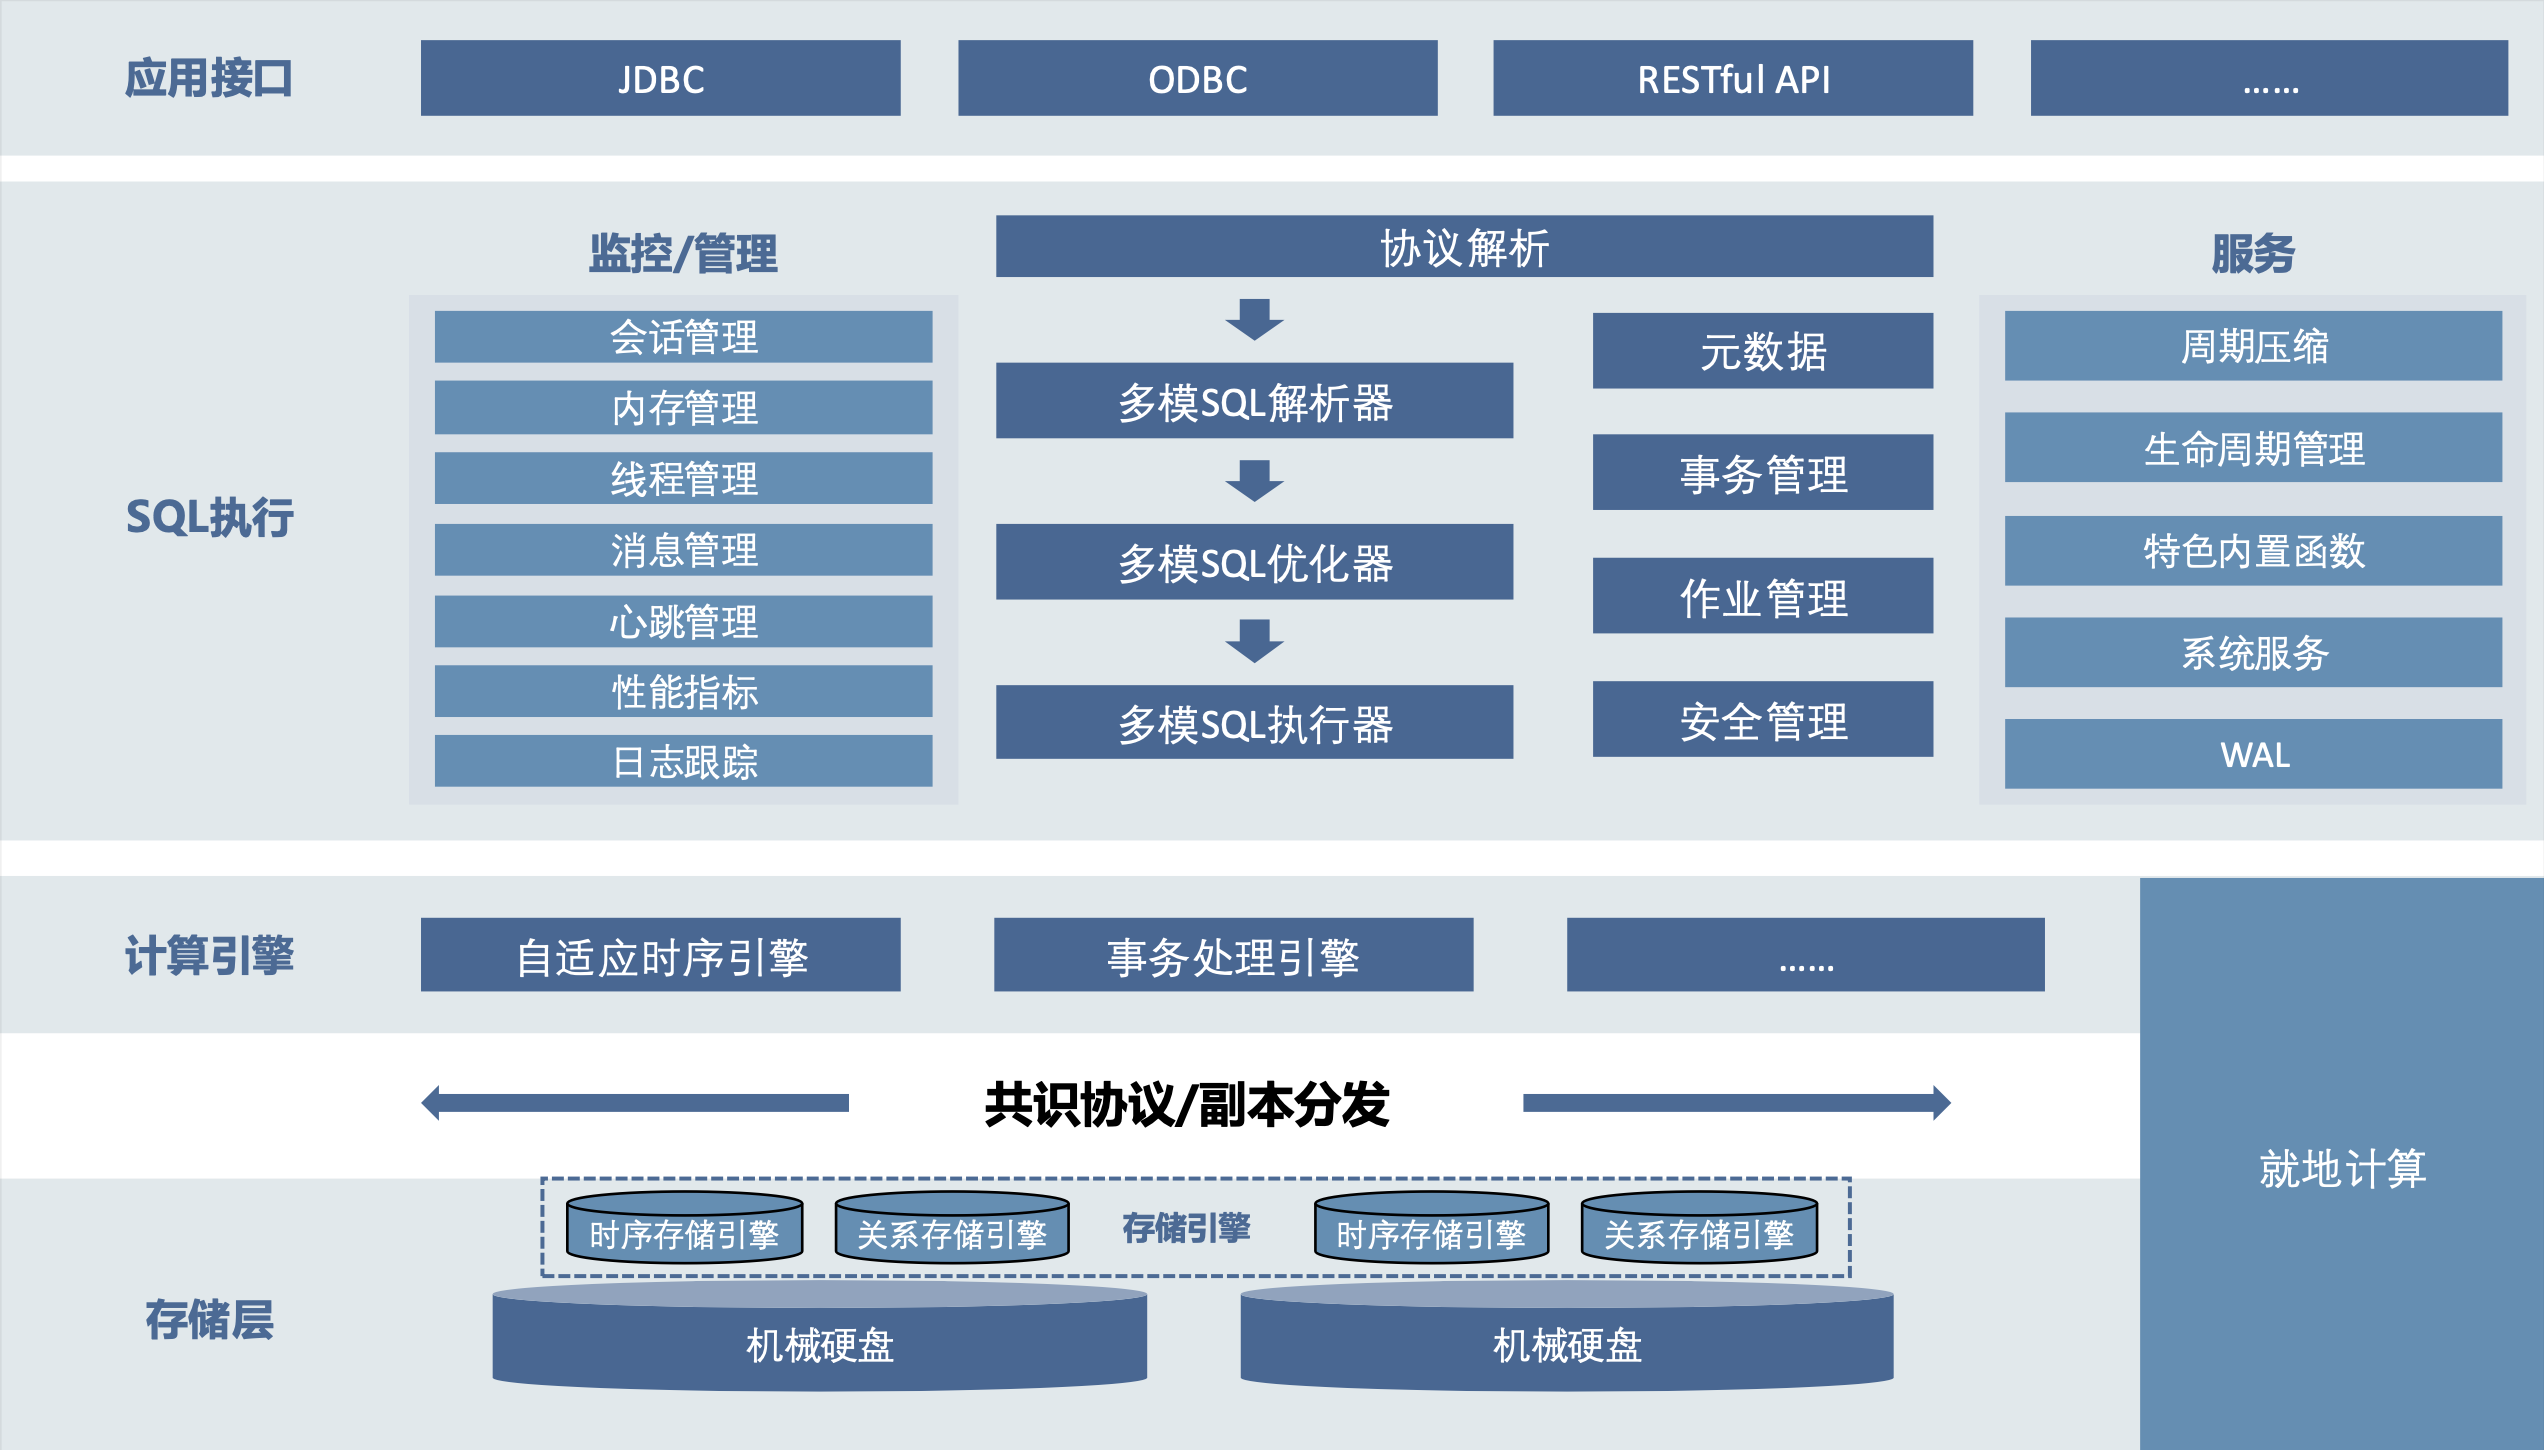 应用接口
JDBC
ODBC
RESTful API
......
SQL执行
监控/管理
会话管理
内存管理
线程管理
消息管理
心跳管理
性能指标
日志跟踪
协议解析
多模SQL解析器
多模SQL优化器
多模SQL执行器
元数据
事务管理
作业管理
安全管理
服务
周期压缩
生命周期管理
特色内置函数
系统服务
WAL
计算引擎
自适应时序引擎
事务处理引擎
......
共识协议/副本分发
就地计算
存储层
时序存储引擎
关系存储引擎
存储引擎
时序存储引擎
关系存储引擎
机械硬盘
机械硬盘